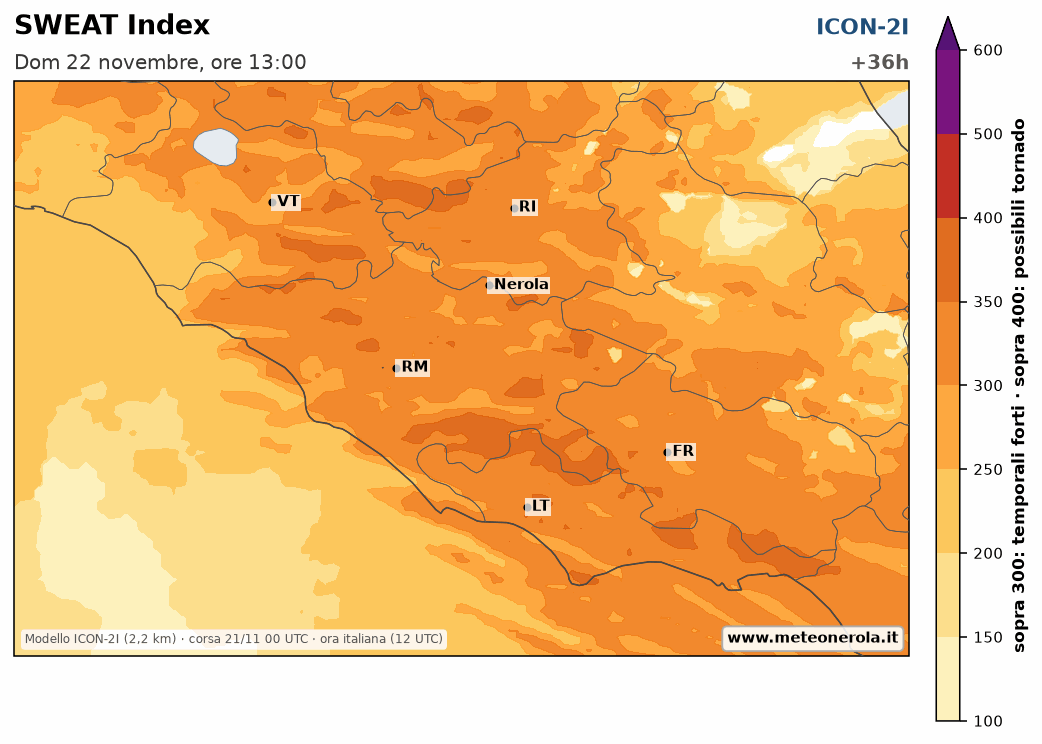 SWEAT Index
ICON-2I
Dom 22 novembre, ore 13:00
+36h
VT
RI
Nerola
RM
FR
LT
Modello ICON-2I (2,2 km) · corsa 21/11 00 UTC · ora italiana (12 UTC)
www.meteonerola.it
600
500
400
350
300
250
200
150
100
sopra 300: temporali forti · sopra 400: possibili tornado